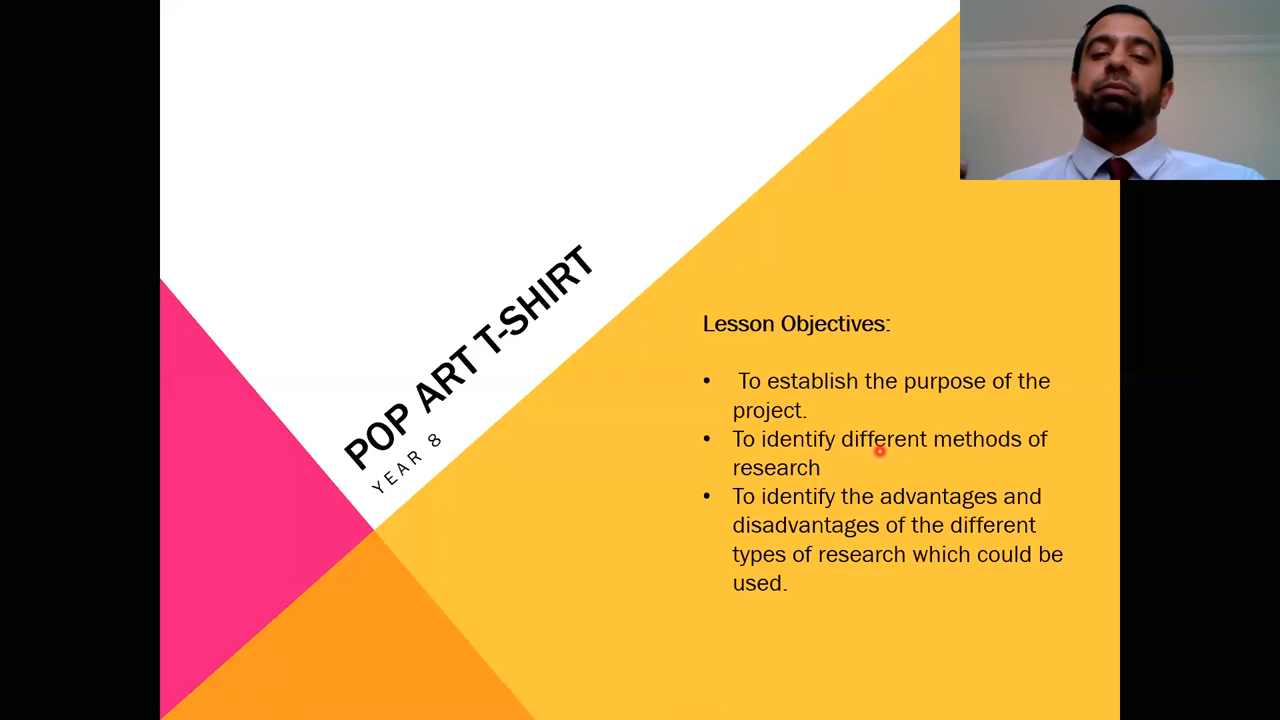 POP ART T-SHIRT
YEAR 8
Lesson Objectives:
• To establish the purpose of the
project.
• To identify different methods of
research
• To identify the advantages and
disadvantages of the different
types of research which could be
used.